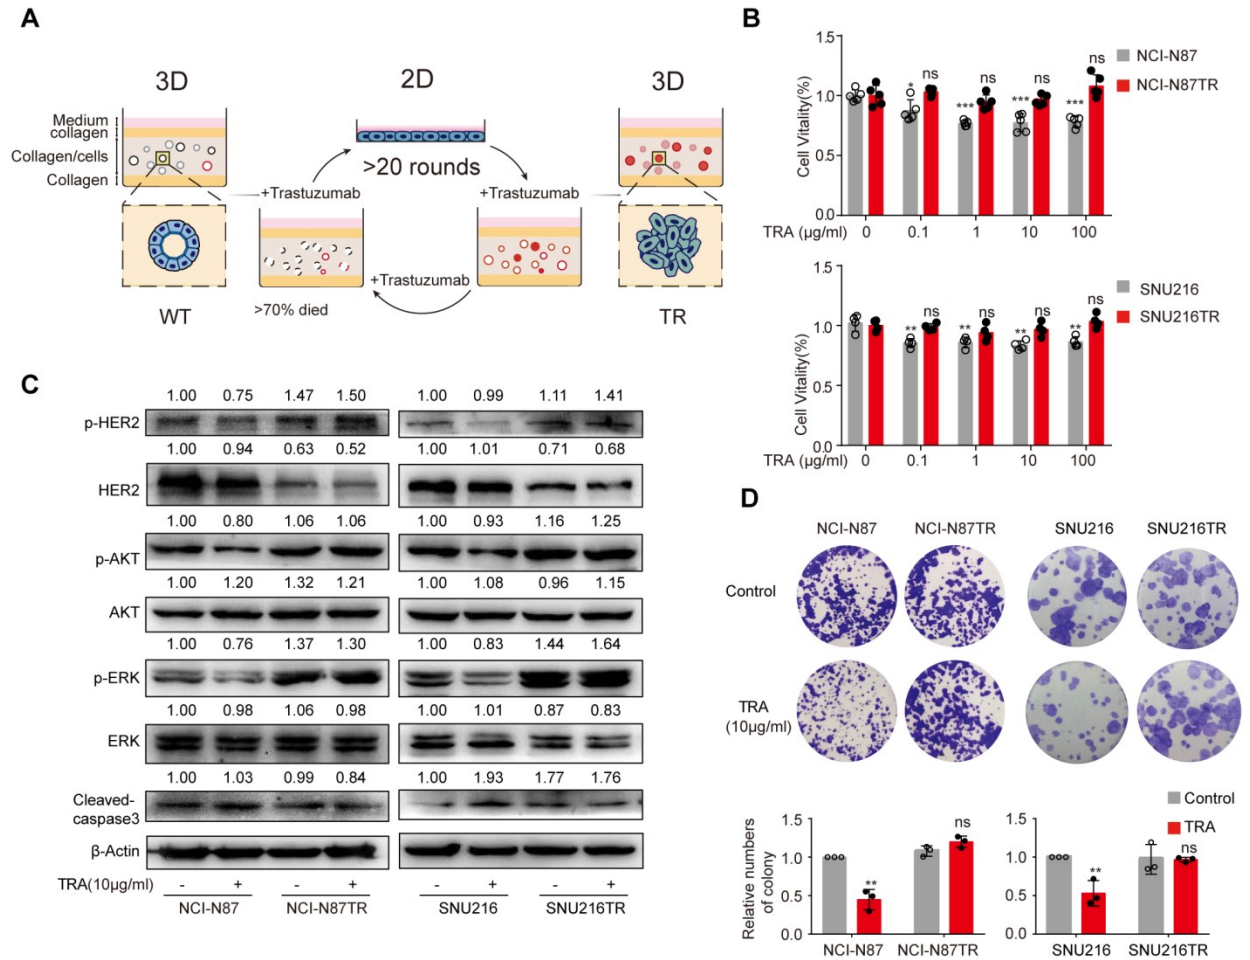 A
3D
2D
3D
Medium
collagen
Collagen/cells
Collagen
>20 rounds
+Trastuzumab
+Trastuzumab
+Trastuzumab
>70% died
WT
TR
B
Cell Vitality(%)
1.5
1.0
0.5
0.0
* ns *** ns *** ns *** ns
NCI-N87
NCI-N87TR
TRA (μg/ml) 0 0.1 1 10 100
Cell Vitality(%)
1.5
1.0
0.5
0.0
** ns ** ns ** ns ** ns
SNU216
SNU216TR
TRA (μg/ml) 0 0.1 1 10 100
C
1.00 0.75 1.47 1.50 1.00 0.99 1.11 1.41
p-HER2
1.00 0.94 0.63 0.52 1.00 1.01 0.71 0.68
HER2
1.00 0.80 1.06 1.06 1.00 0.93 1.16 1.25
p-AKT
1.00 1.20 1.32 1.21 1.00 1.08 0.96 1.15
AKT
1.00 0.76 1.37 1.30 1.00 0.83 1.44 1.64
p-ERK
1.00 0.98 1.06 0.98 1.00 1.01 0.87 0.83
ERK
1.00 1.03 0.99 0.84 1.00 1.93 1.77 1.76
Cleaved-
caspase3
β-Actin
TRA(10μg/ml) - + - + - + - +
NCI-N87 NCI-N87TR SNU216 SNU216TR
D
NCI-N87 NCI-N87TR SNU216 SNU216TR
Control
TRA
(10μg/ml)
Control
TRA
Relative numbers
of colony
1.5
1.0
0.5
0.0
** ns
NCI-N87 NCI-N87TR
1.5
1.0
0.5
0.0
** ns
SNU216 SNU216TR